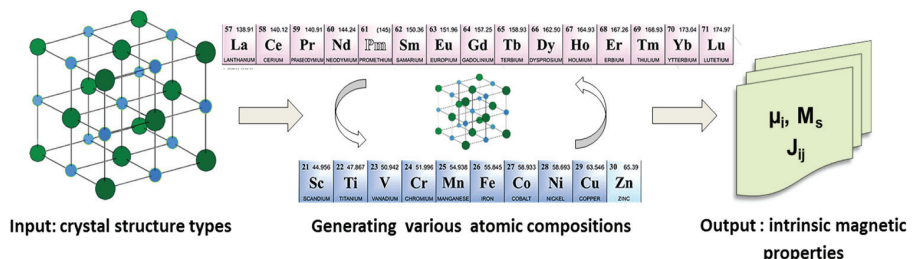 57 138.91 58 140.12 59 140.91 60 144.24 61 (145) 62 150.36 63 151.96 64 157.25 65 158.93 66 162.50 67 164.93 68 167.26 69 168.93 70 173.04 71 174.97
La Ce Pr Nd Pm Sm Eu Gd Tb Dy Ho Er Tm Yb Lu
LANTHANUM CERIUM PRASEODYMIUM NEODYMIUM PROMETHIUM SAMARIUM EUROPIUM GADOLINIUM TERBIUM DYSPROSIUM HOLMIUM ERBIUM THULIUM YTTERBIUM LUTETIUM
μi, Ms
Jij
21 44.956 22 47.867 23 50.942 24 51.996 25 54.938 26 55.845 27 58.933 28 58.693 29 63.546 30 65.39
Sc Ti V Cr Mn Fe Co Ni Cu Zn
SCANDIUM TITANIUM VANADIUM CHROMIUM MANGANESE IRON COBALT NICKEL COPPER ZINC
Input: crystal structure types
Generating various atomic compositions
Output : intrinsic magnetic
properties